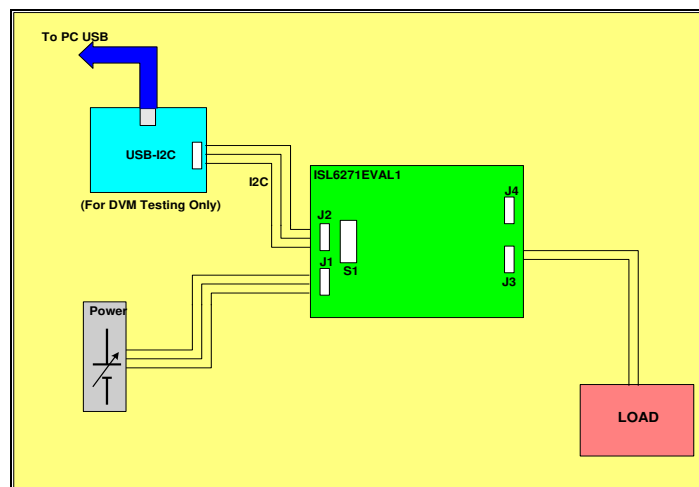 To PC USB
USB-I2C
(For DVM Testing Only)
I2C
ISL6271EVAL1
J4
J2
J1
S1
J3
Power
LOAD